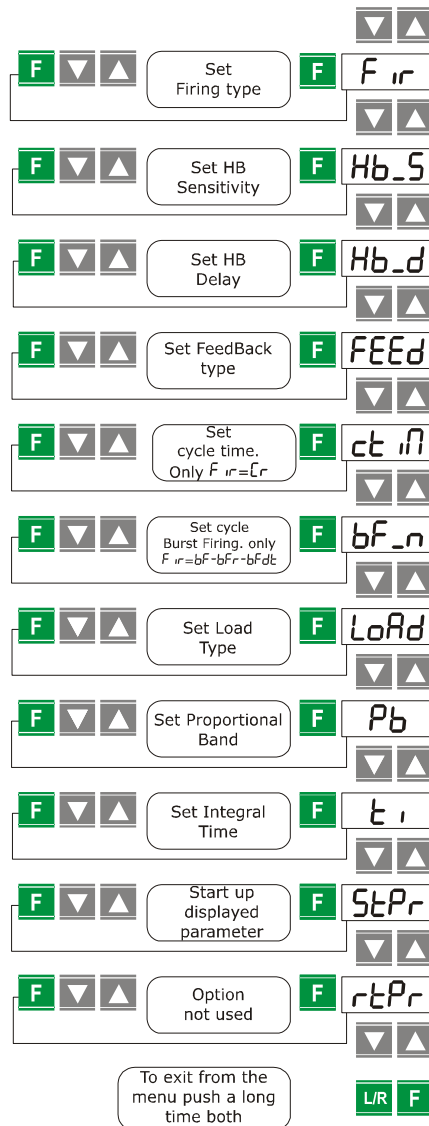 F Set F F ır
Firing type
F Set HB F Hb_S
Sensitivity
F Set HB F Hb_d
Delay
F Set FeedBack F FEEd
type
F Set F ct ıM
cycle time.
Only F ır=Cr
F Set cycle F bF_n
Burst Firing. only
F ır=bF-bFr-bFdt
F Set Load F LoAd
Type
F Set Proportional F Pb
Band
F Set Integral F t ı
Time
F Start up F StPr
displayed
parameter
F Option F rtPr
not used
To exit from the
menu push a long L/R F
time both